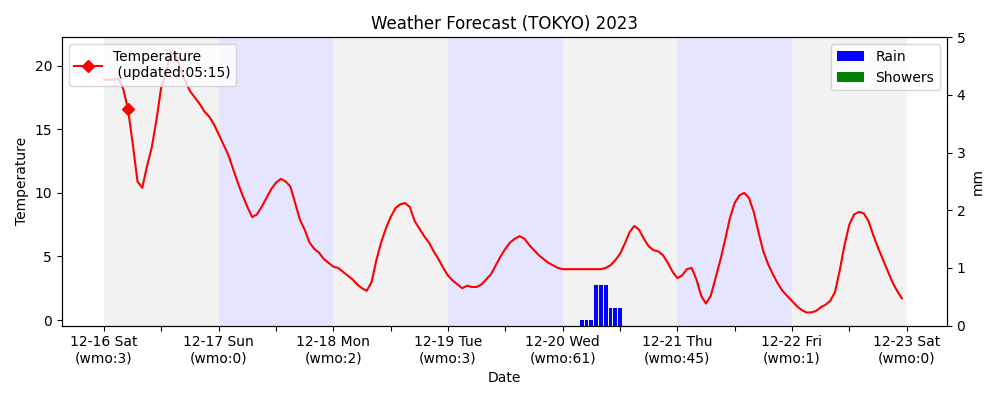 Weather Forecast (TOKYO) 2023
Temperature
(updated:05:15)
Rain
Showers
Temperature
20
15
10
5
0
5
4
3
2
1
0
mm
12-16 Sat
(wmo:3)
12-17 Sun
(wmo:0)
12-18 Mon
(wmo:2)
12-19 Tue
(wmo:3)
12-20 Wed
(wmo:61)
12-21 Thu
(wmo:45)
12-22 Fri
(wmo:1)
12-23 Sat
(wmo:0)
Date